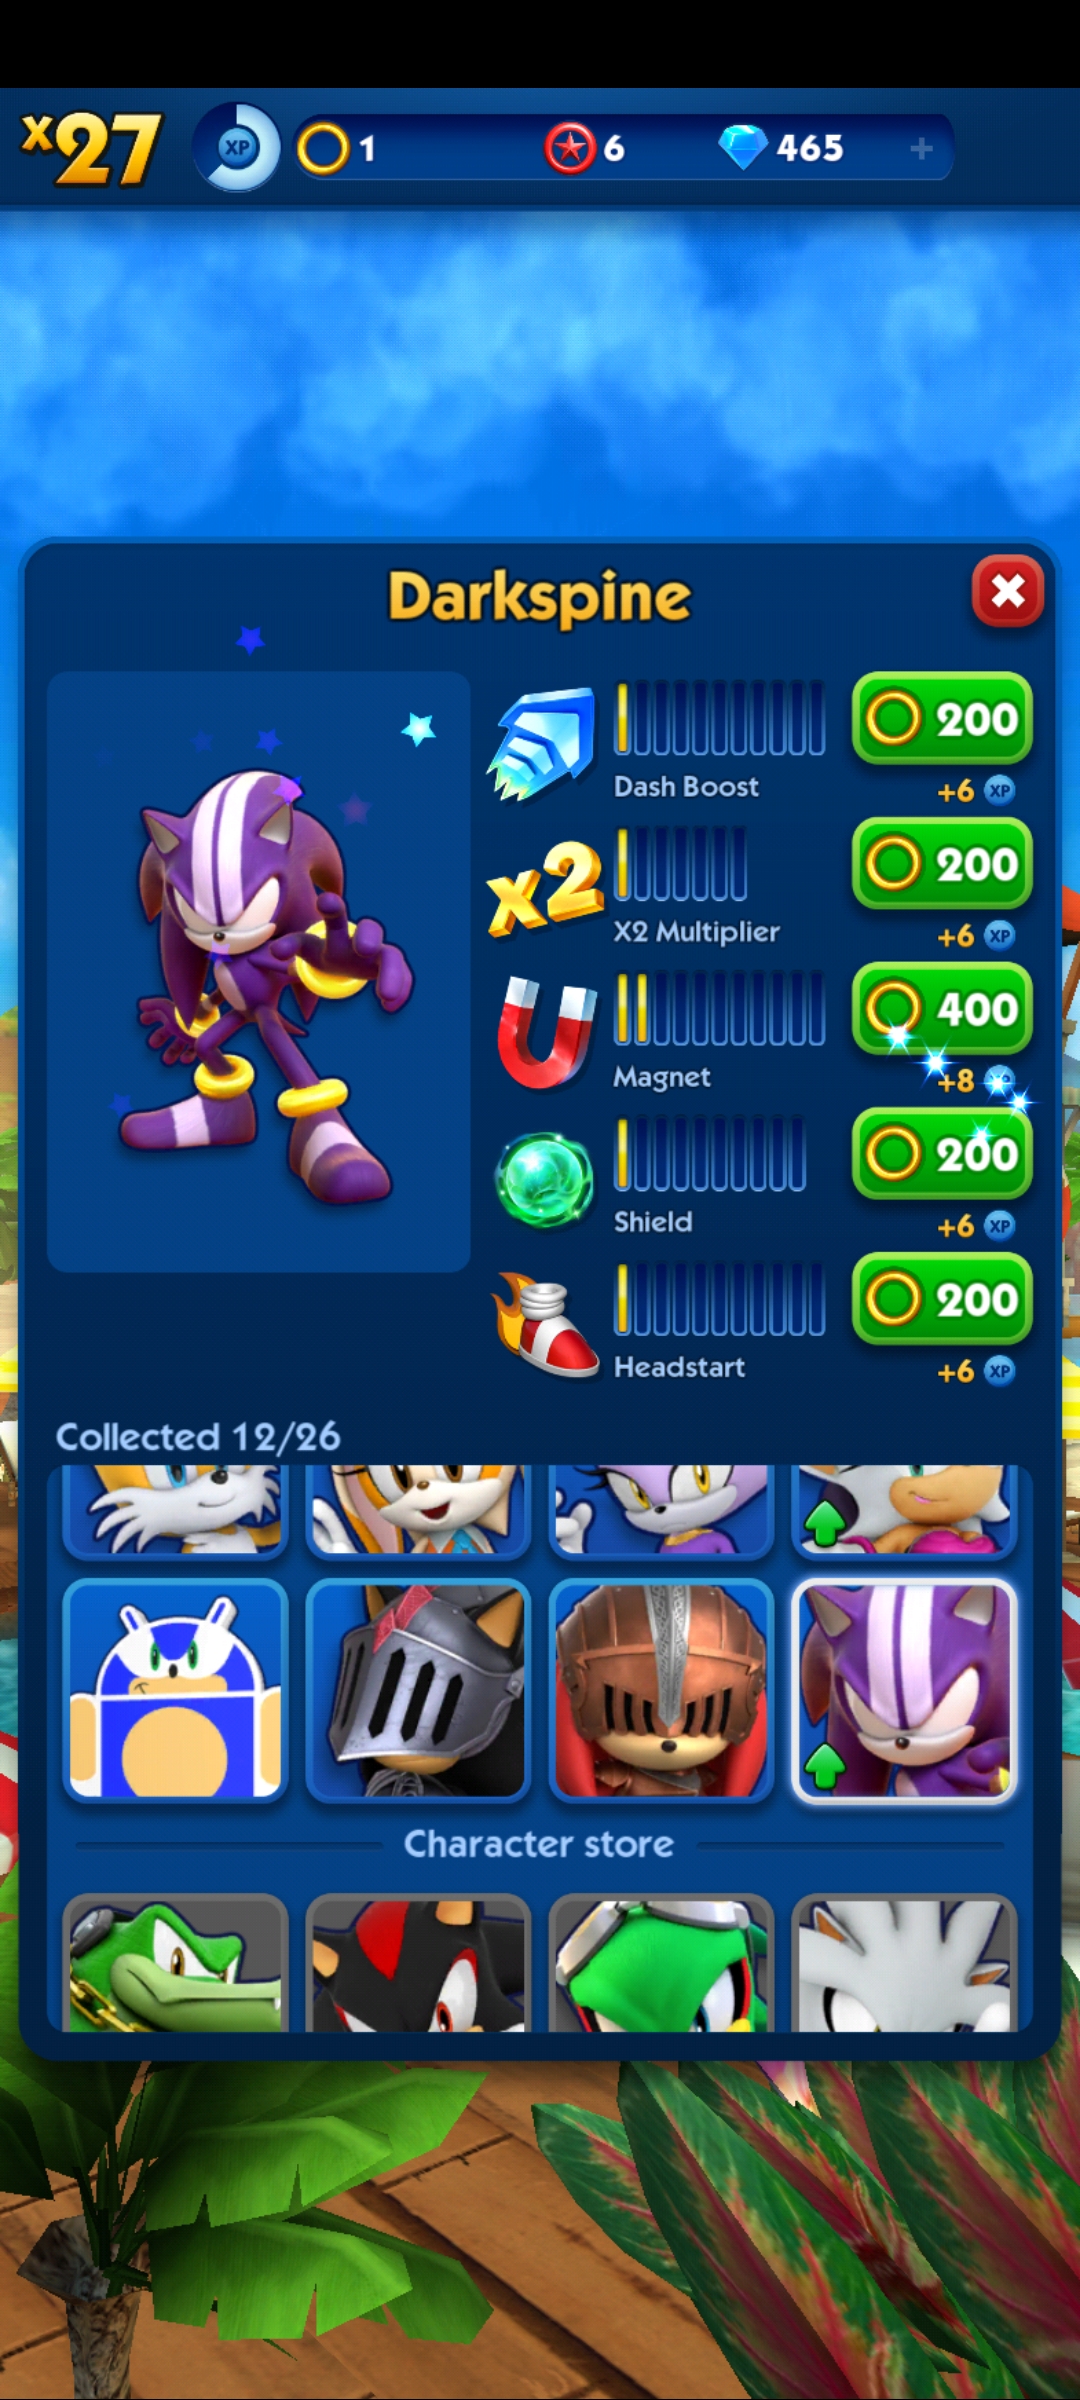 x27
XP
1
6
465
+
Darkspine
200
Dash Boost
+6 XP
x2
200
X2 Multiplier
+6 XP
400
Magnet
+8 XP
200
Shield
+6 XP
200
Headstart
+6 XP
Collected 12/26
Character store